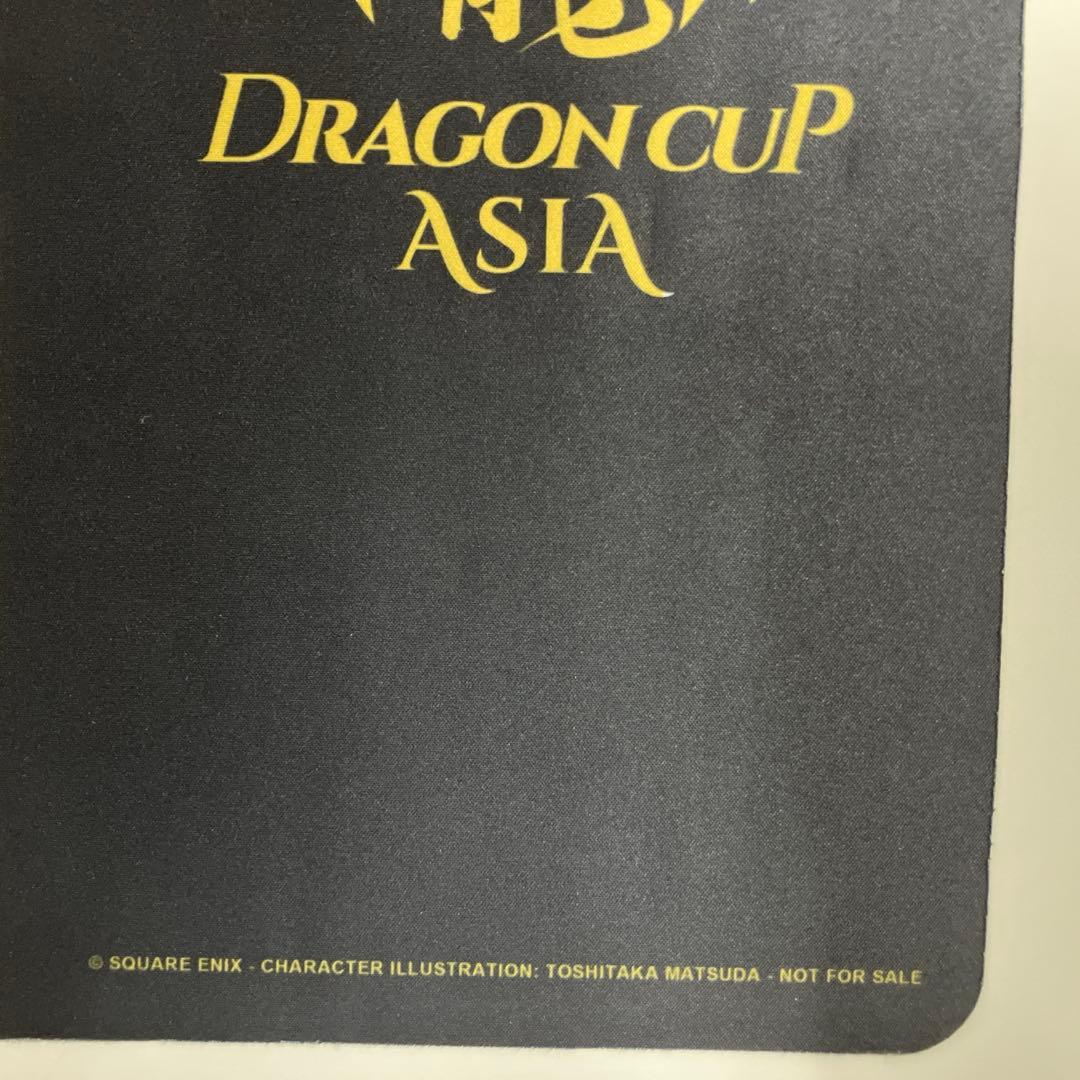 DRAGON CUP
ASIA
© SQUARE ENIX - CHARACTER ILLUSTRATION: TOSHITAKA MATSUDA - NOT FOR SALE